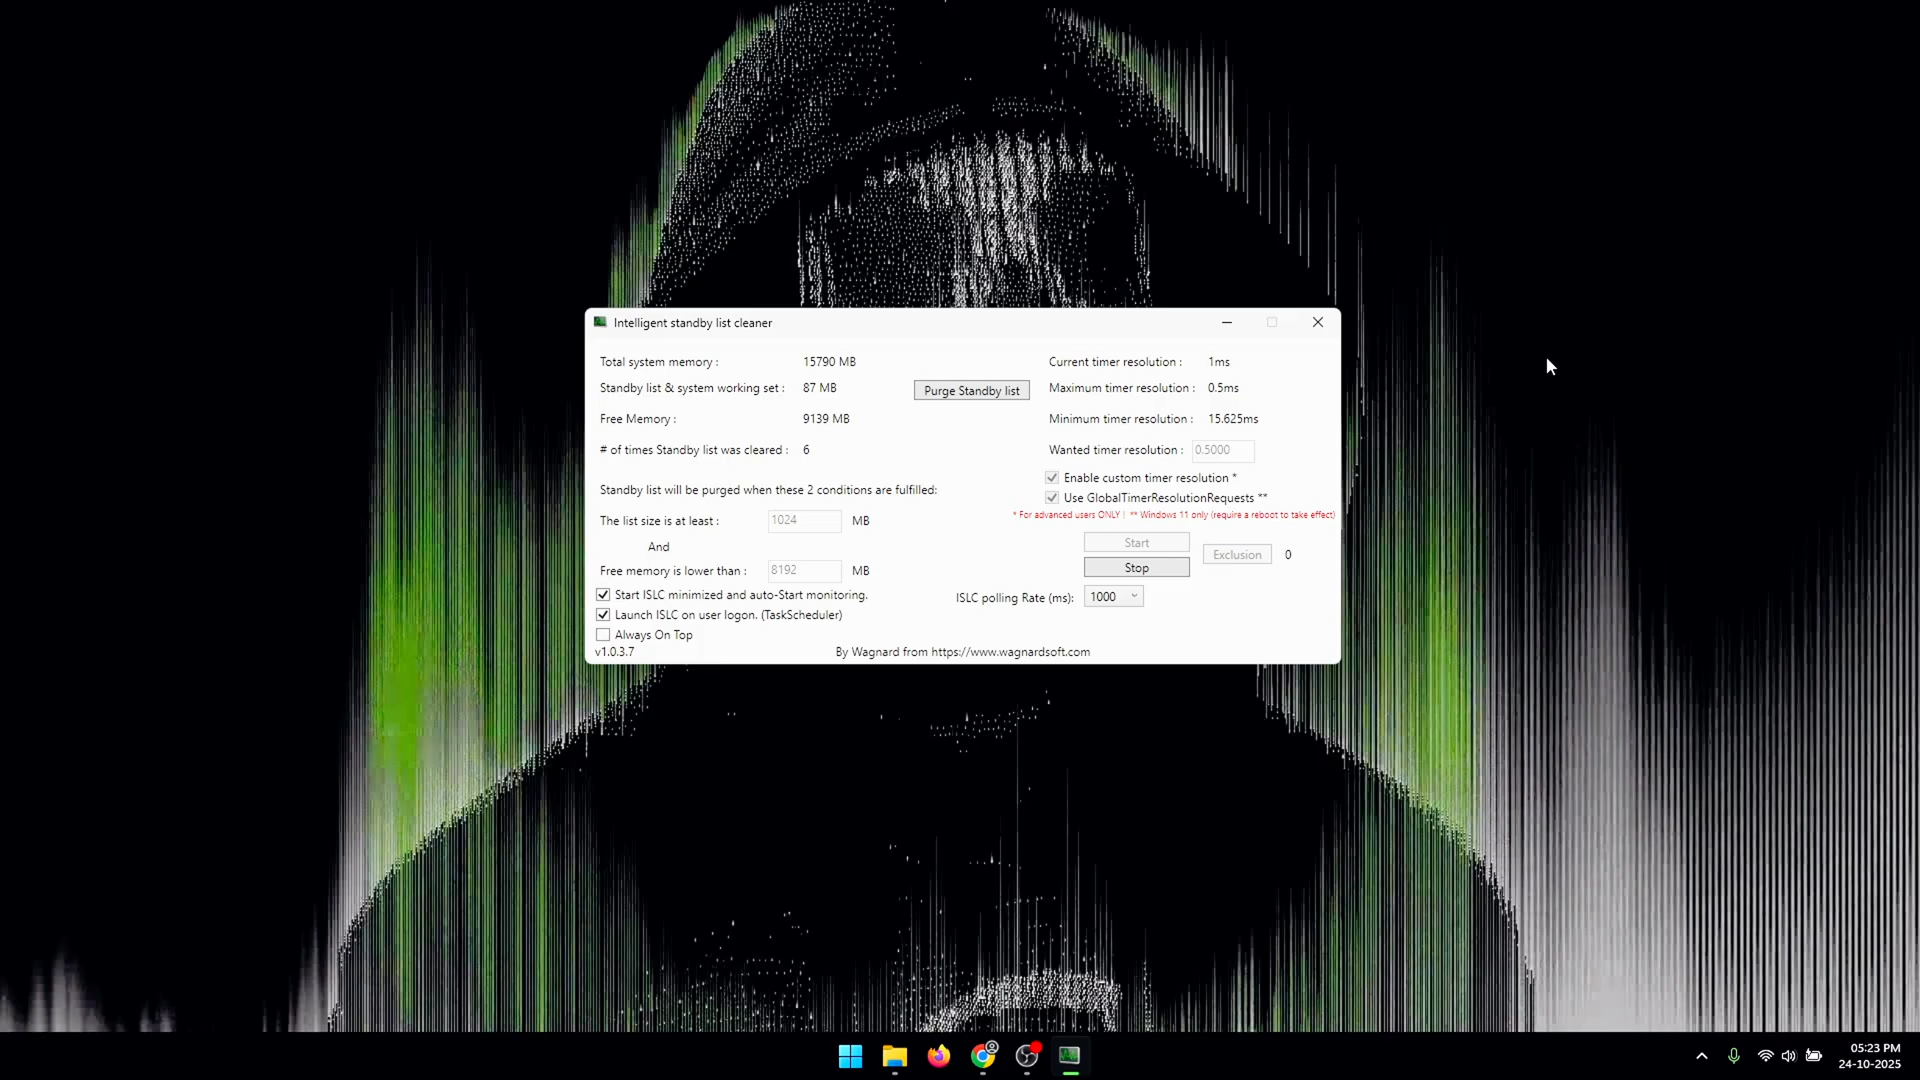 Intelligent standby list cleaner
Total system memory : 15790 MB
Current timer resolution : 1ms
Standby list & system working set : 87 MB
Purge Standby list
Maximum timer resolution : 0.5ms
Free Memory : 9139 MB
Minimum timer resolution : 15.625ms
# of times Standby list was cleared : 6
Wanted timer resolution : 0.5000
Enable custom timer resolution *
Standby list will be purged when these 2 conditions are fulfilled:
Use GlobalTimerResolutionRequests **
* For advanced users ONLY ! ** Windows 11 only (require a reboot to take effect)
The list size is at least : 1024 MB
Start
And
Exclusion 0
Free memory is lower than : 8192 MB
Stop
Start ISLC minimized and auto-Start monitoring.
ISLC polling Rate (ms): 1000
Launch ISLC on user logon. (TaskScheduler)
Always On Top
v1.0.3.7
By Wagnard from https://www.wagnardsoft.com
05:23 PM
24-10-2025